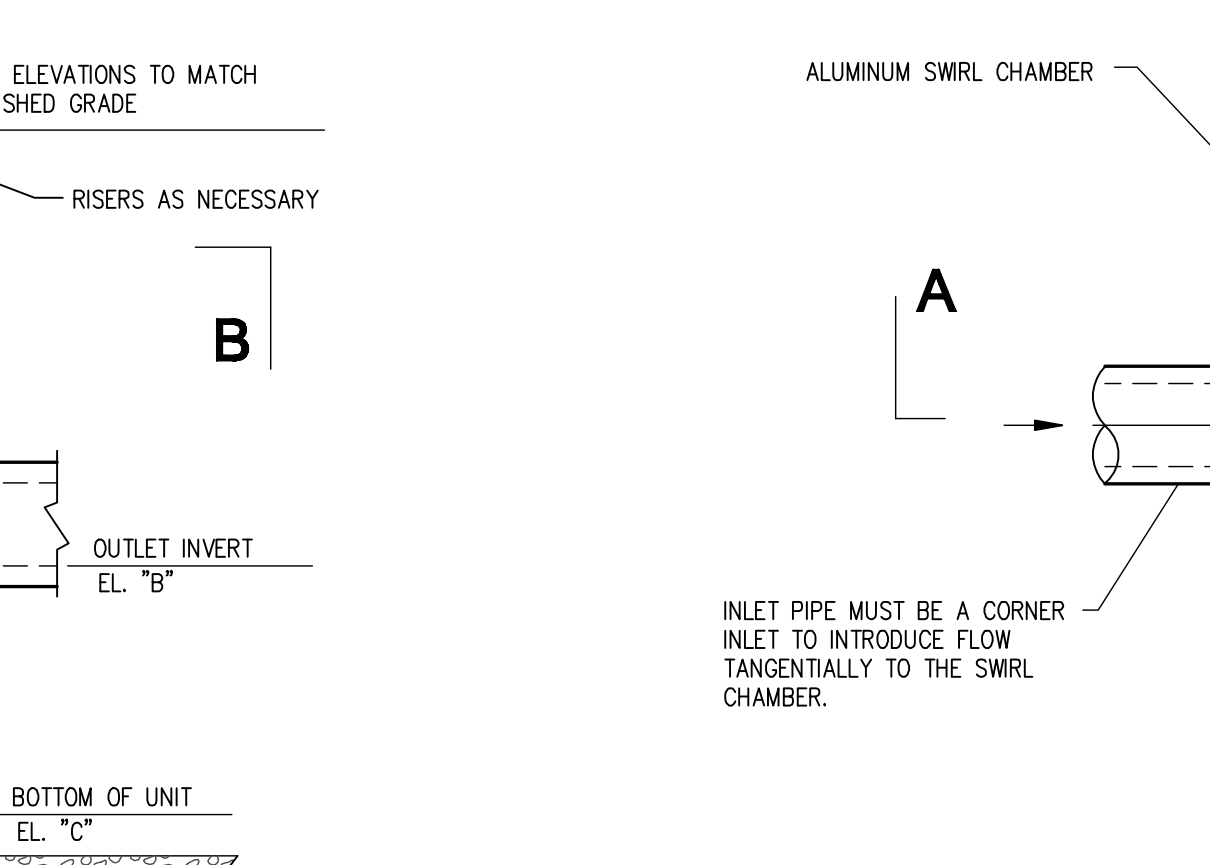 ELEVATIONS TO MATCH
SHED GRADE
RISERS AS NECESSARY
B
OUTLET INVERT
EL. "B"
BOTTOM OF UNIT
EL. "C"
ALUMINUM SWIRL CHAMBER
A
INLET PIPE MUST BE A CORNER
INLET TO INTRODUCE FLOW
TANGENTIALLY TO THE SWIRL
CHAMBER.